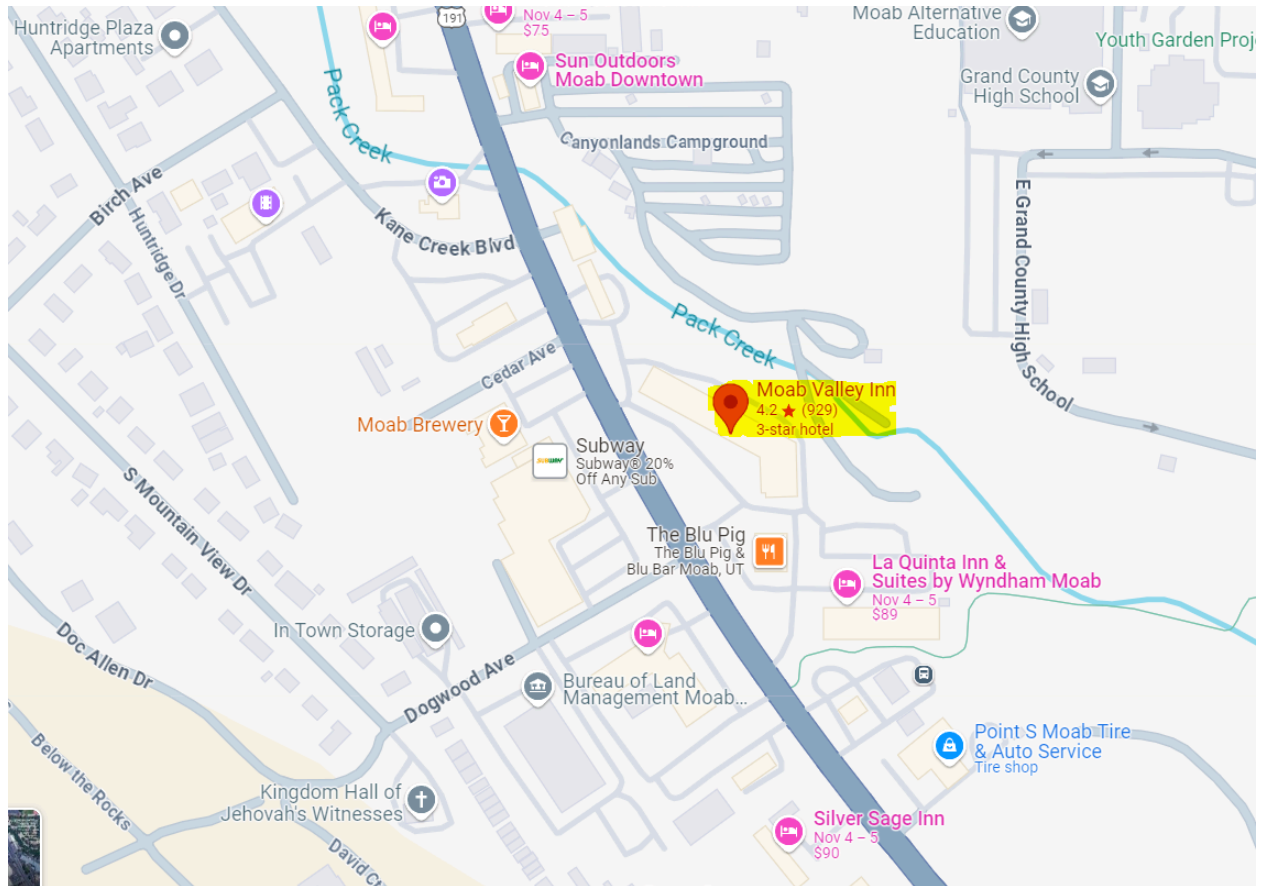 191
Nov 4 – 5
$75
Moab Alternative
Education
Huntridge Plaza
Apartments
Youth Garden Proj
Sun Outdoors
Moab Downtown
Grand County
High School
Pack Creek
Canyonlands Campground
Birch Ave
Huntridge Dr
Kane Creek Blvd
E Grand County High School
Pack Creek
Cedar Ave
Moab Valley Inn
4.2 ★ (929)
3-star hotel
Moab Brewery
Subway
Subway® 20%
Off Any Sub
SUBWAY
S Mountain View Dr
The Blu Pig
The Blu Pig &
Blu Bar Moab, UT
La Quinta Inn &
Suites by Wyndham Moab
Nov 4 – 5
$89
In Town Storage
Doc Allen Dr
Dogwood Ave
Bureau of Land
Management Moab...
Point S Moab Tire
& Auto Service
Tire shop
Below the Rocks
Kingdom Hall of
Jehovah's Witnesses
Silver Sage Inn
Nov 4 – 5
$90
David C